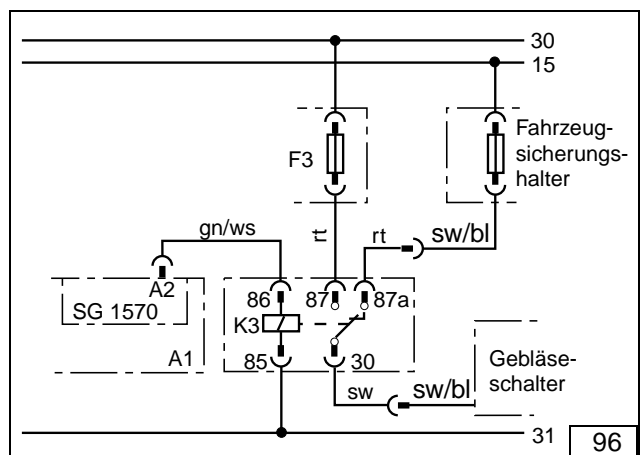 30
15
F3
Fahrzeug-
sicherungs-
halter
gn/ws
rt
rt
sw/bl
A2
SG 1570
A1
86
87
87a
K3
85
30
Gebläse-
schalter
sw
sw/bl
31
96